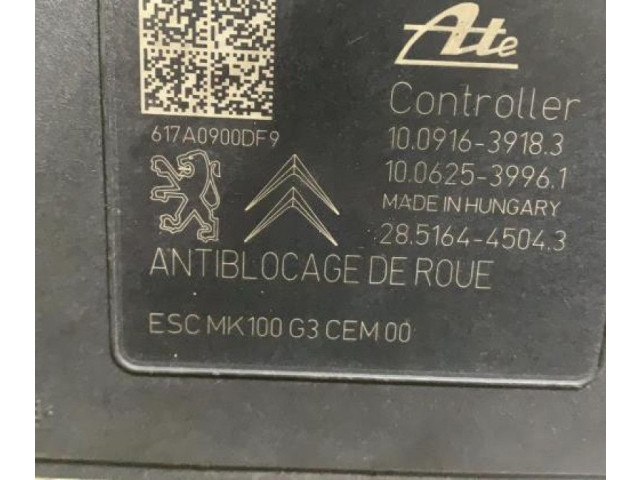 Ate
Controller
617A0900DF9
10.0916-3918.3
10.0625-3996.1
MADE IN HUNGARY
28.5164-4504.3
ANTIBLOCAGE DE ROUE
ESC MK100 G3 CEM 00